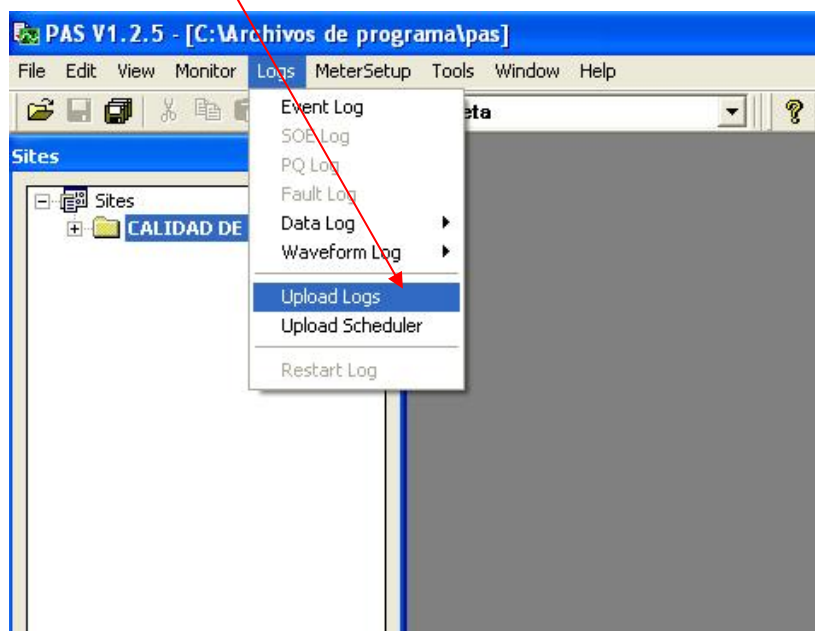 PAS V1.2.5 - [C:\Archivos de programa\pas]
File Edit View Monitor Logs MeterSetup Tools Window Help
Sites
Sites
CALIDAD DE
Event Log
SOE Log
PQ Log
Fault Log
Data Log
Waveform Log
Upload Logs
Upload Scheduler
Restart Log